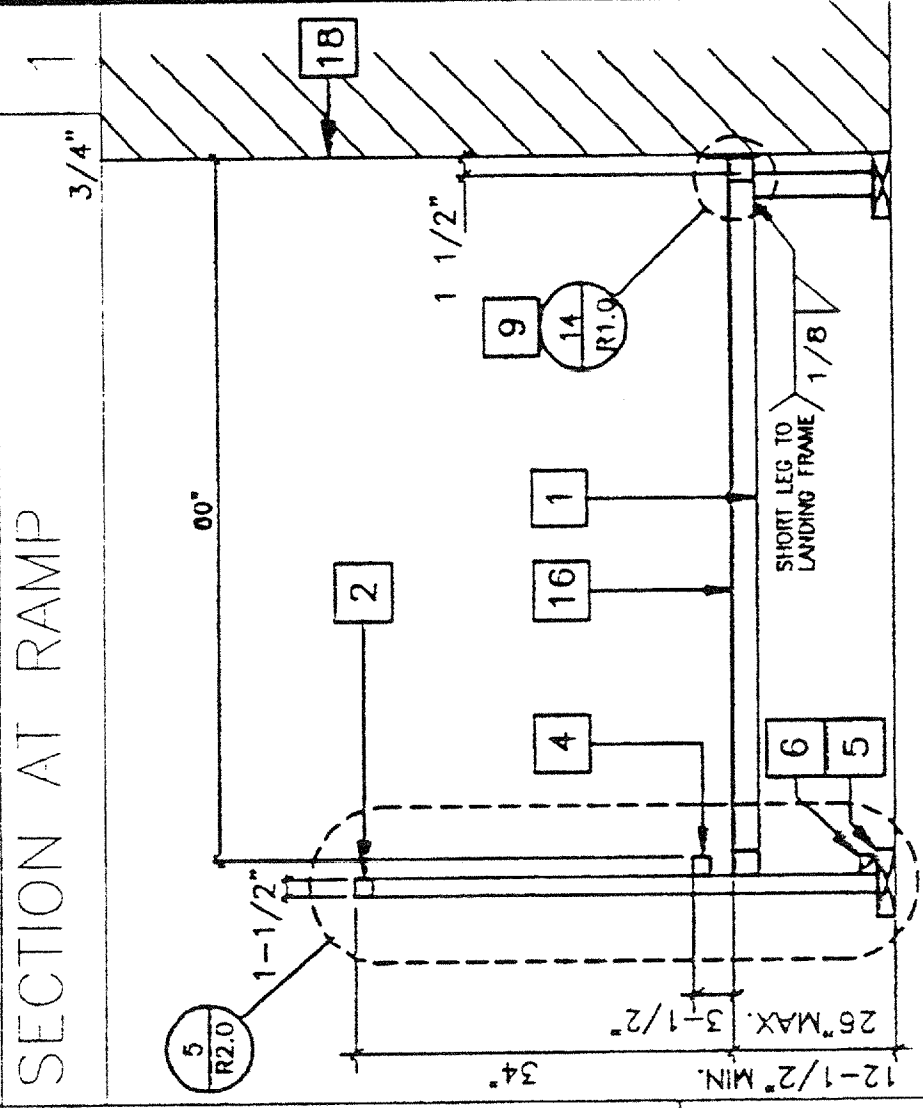 SECTION AT RAMP
1
3/4"
18
60"
1 1/2"
9
14
R1.0
2
1
16
4
SHORT LEG TO
LANDING FRAME
1/8
6
5
1-1/2"
5
R2.0
34"
3-1/2"
26" MAX.
12-1/2" MIN.